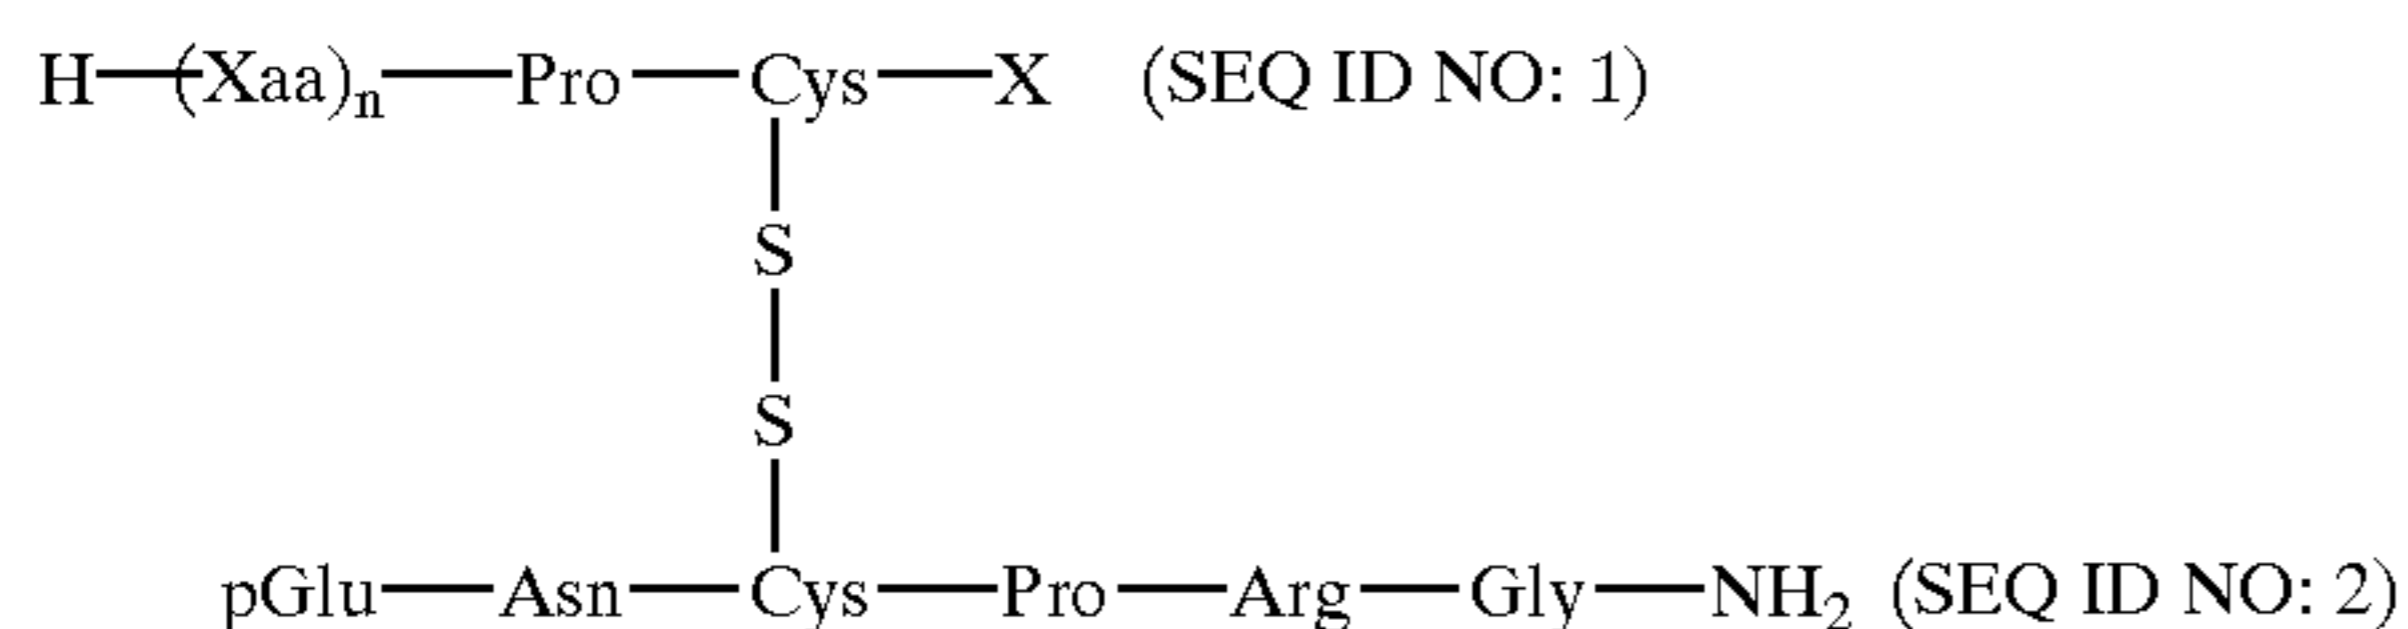 H—(Xaa)n—Pro—Cys—X (SEQ ID NO: 1)
S
S
pGlu—Asn—Cys—Pro—Arg—Gly—NH2 (SEQ ID NO: 2)